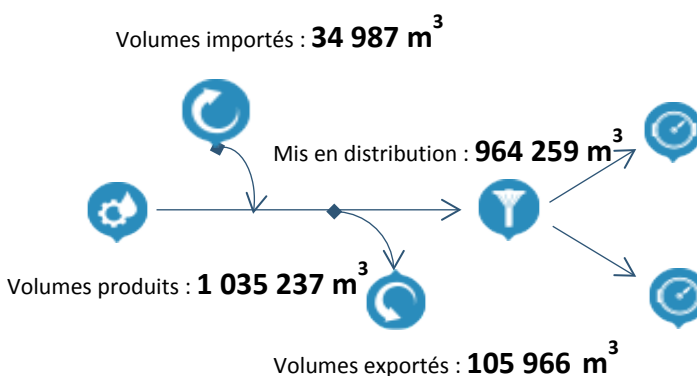 Volumes importés : 34 987 m³
Mis en distribution : 964 259 m³
Volumes produits : 1 035 237 m³
Volumes exportés : 105 966 m³